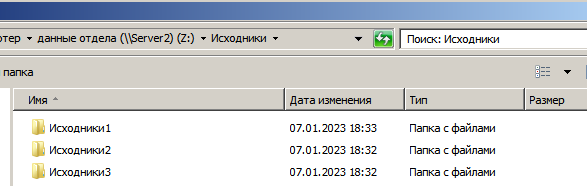 ютер ▸ данные отдела (\\Server2) (Z:) ▸ Исходники ▸
Поиск: Исходники
папка
Имя Дата изменения Тип Размер
Исходники1 07.01.2023 18:33 Папка с файлами
Исходники2 07.01.2023 18:32 Папка с файлами
Исходники3 07.01.2023 18:32 Папка с файлами